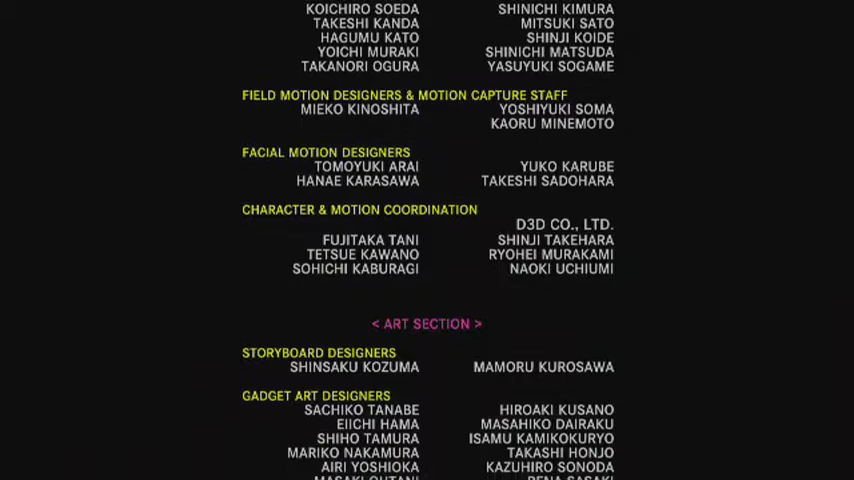 KOICHIRO SOEDA SHINICHI KIMURA
TAKESHI KANDA MITSUKI SATO
HAGUMU KATO SHINJI KOIDE
YOICHI MURAKI SHINICHI MATSUDA
TAKANORI OGURA YASUYUKI SOGAME
FIELD MOTION DESIGNERS & MOTION CAPTURE STAFF
MIEKO KINOSHITA YOSHIYUKI SOMA
KAORU MINEMOTO
FACIAL MOTION DESIGNERS
TOMOYUKI ARAI YUKO KARUBE
HANAE KARASAWA TAKESHI SADOHARA
CHARACTER & MOTION COORDINATION
D3D CO., LTD.
FUJITAKA TANI SHINJI TAKEHARA
TETSUE KAWANO RYOHEI MURAKAMI
SOHICHI KABURAGI NAOKI UCHIUMI
< ART SECTION >
STORYBOARD DESIGNERS
SHINSAKU KOZUMA MAMORU KUROSAWA
GADGET ART DESIGNERS
SACHIKO TANABE HIROAKI KUSANO
EIICHI HAMA MASAHIKO DAIRAKU
SHIHO TAMURA ISAMU KAMIKOKURYO
MARIKO NAKAMURA TAKASHI HONJO
AIRI YOSHIOKA KAZUHIRO SONODA